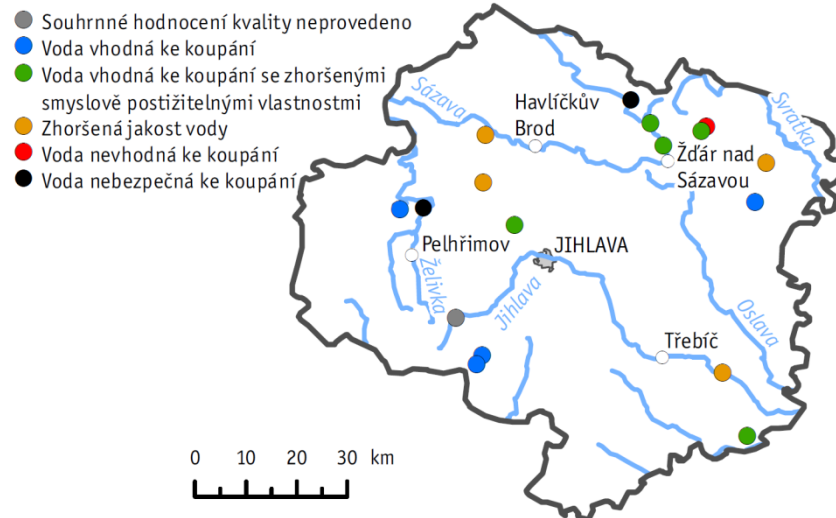 Souhrnné hodnocení kvality neprovedeno
Voda vhodná ke koupání
Voda vhodná ke koupání se zhoršenými
smyslově postižitelnými vlastnostmi
Zhoršená jakost vody
Voda nevhodná ke koupání
Voda nebezpečná ke koupání
Sázava
Havlíčkův
Brod
Svratka
Žďár nad
Sázavou
Pelhřimov
JIHLAVA
Želivka
Jihlava
Oslava
Třebíč
0 10 20 30 km